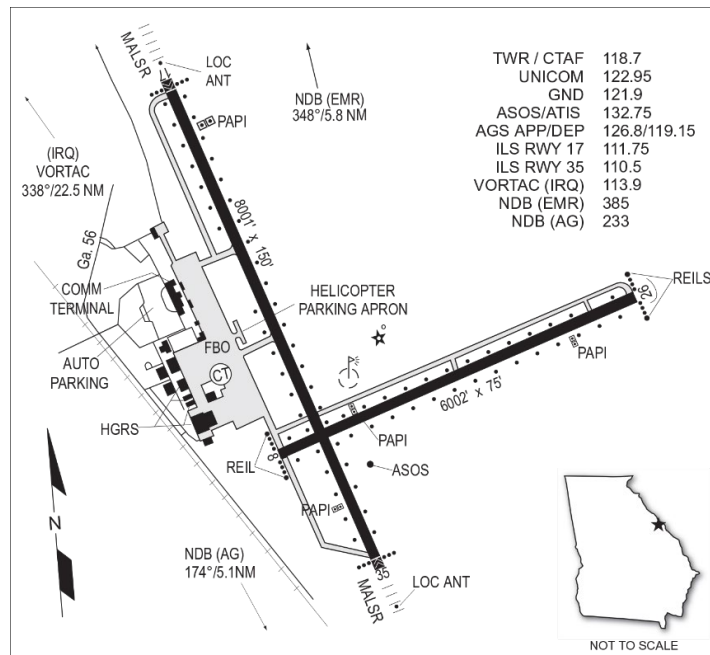 MALSR
LOC
ANT
17
NDB (EMR)
348°/5.8 NM
PAPI
TWR / CTAF 118.7
UNICOM 122.95
GND 121.9
ASOS/ATIS 132.75
AGS APP/DEP 126.8/119.15
ILS RWY 17 111.75
ILS RWY 35 110.5
VORTAC (IRQ) 113.9
NDB (EMR) 385
NDB (AG) 233
(IRQ)
VORTAC
338°/22.5 NM
Ga. 56
8001' x 150'
COMM
TERMINAL
HELICOPTER
PARKING APRON
REILS
26
FBO
AUTO
PARKING
P
CT
PAPI
6002' x 75'
HGRS
PAPI
8
REIL
ASOS
PAPI
N
NDB (AG)
174°/5.1NM
35
MALSR
LOC ANT
NOT TO SCALE